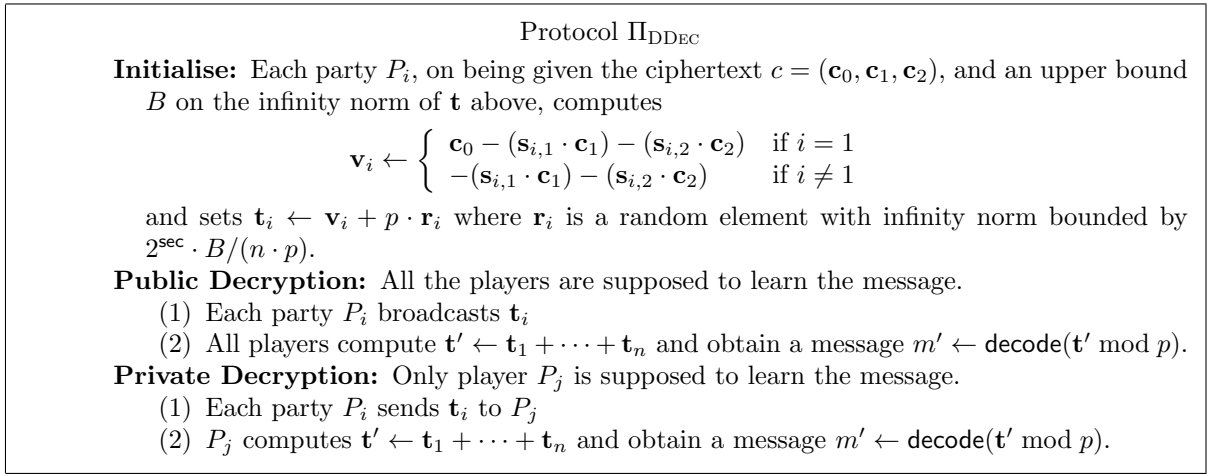 Protocol Π_DDEC
Initialise: Each party P_i, on being given the ciphertext c = (c_0, c_1, c_2), and an upper bound
B on the infinity norm of t above, computes
v_i ← { c_0 − (s_{i,1} · c_1) − (s_{i,2} · c_2) if i = 1
−(s_{i,1} · c_1) − (s_{i,2} · c_2) if i ≠ 1
and sets t_i ← v_i + p · r_i where r_i is a random element with infinity norm bounded by
2^sec · B/(n · p).
Public Decryption: All the players are supposed to learn the message.
(1) Each party P_i broadcasts t_i
(2) All players compute t′ ← t_1 + · · · + t_n and obtain a message m′ ← decode(t′ mod p).
Private Decryption: Only player P_j is supposed to learn the message.
(1) Each party P_i sends t_i to P_j
(2) P_j computes t′ ← t_1 + · · · + t_n and obtain a message m′ ← decode(t′ mod p).